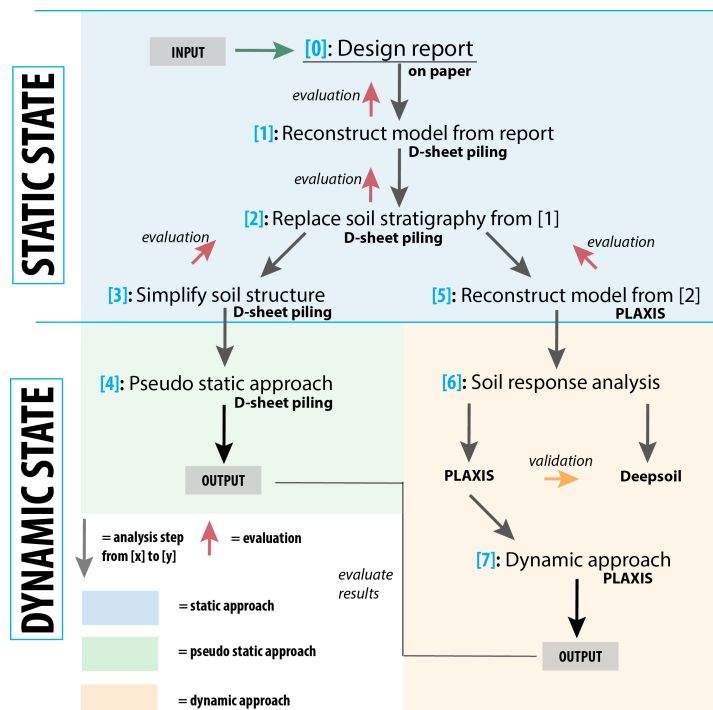 STATIC STATE
INPUT
[0]: Design report
on paper
evaluation
[1]: Reconstruct model from report
D-sheet piling
evaluation
[2]: Replace soil stratigraphy from [1]
D-sheet piling
evaluation
evaluation
[3]: Simplify soil structure
D-sheet piling
[5]: Reconstruct model from [2]
PLAXIS
DYNAMIC STATE
[4]: Pseudo static approach
D-sheet piling
OUTPUT
[6]: Soil response analysis
PLAXIS
validation
Deepsoil
[7]: Dynamic approach
PLAXIS
OUTPUT
evaluate
results
= analysis step
from [x] to [y]
= evaluation
= static approach
= pseudo static approach
= dynamic approach